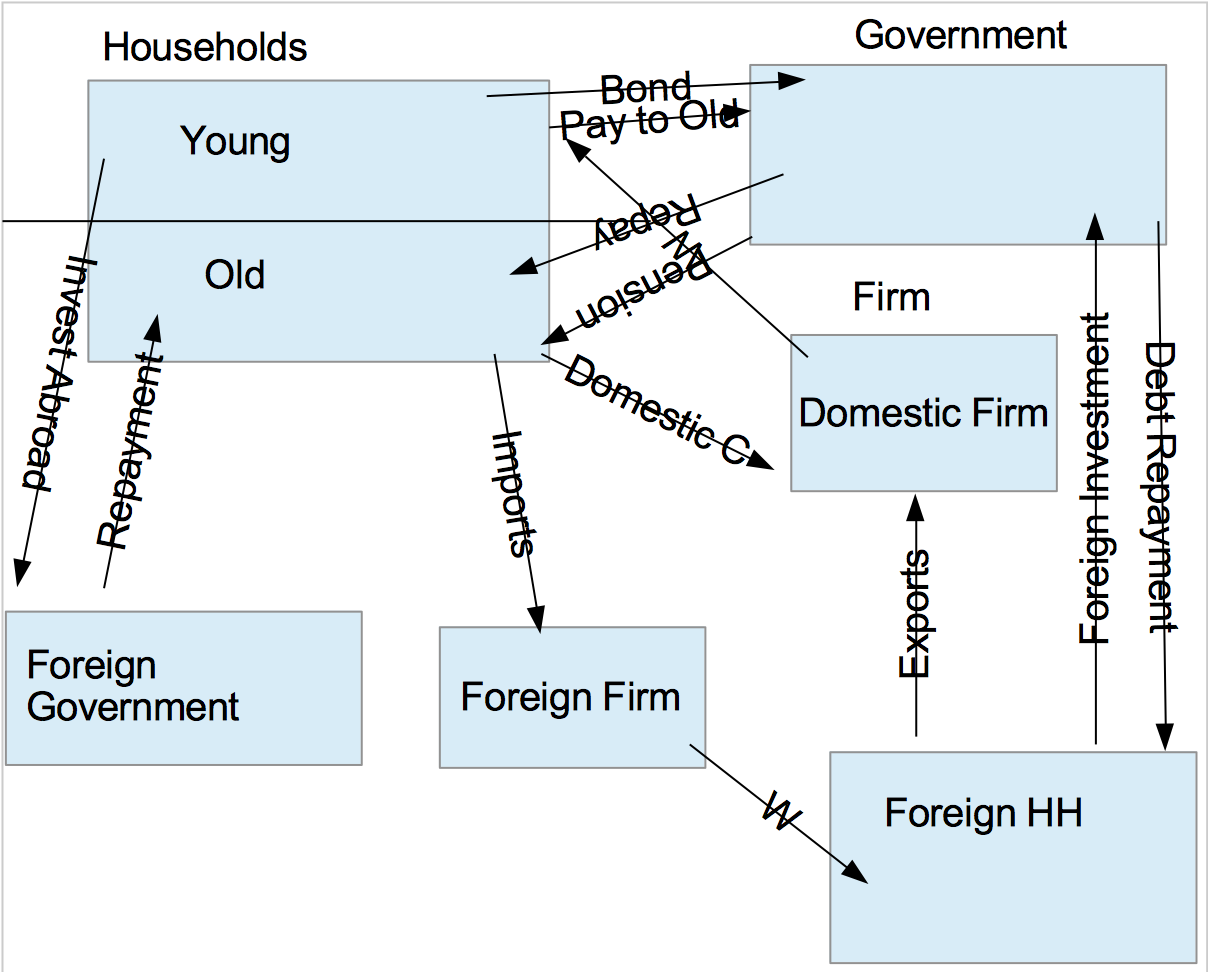 Households
Government
Bond
Pay to Old
Young
Repay
W
Old
Pension
Firm
Invest Abroad
Repayment
Domestic C
Domestic Firm
Imports
Exports
Foreign Investment
Debt Repayment
Foreign
Government
Foreign Firm
W
Foreign HH